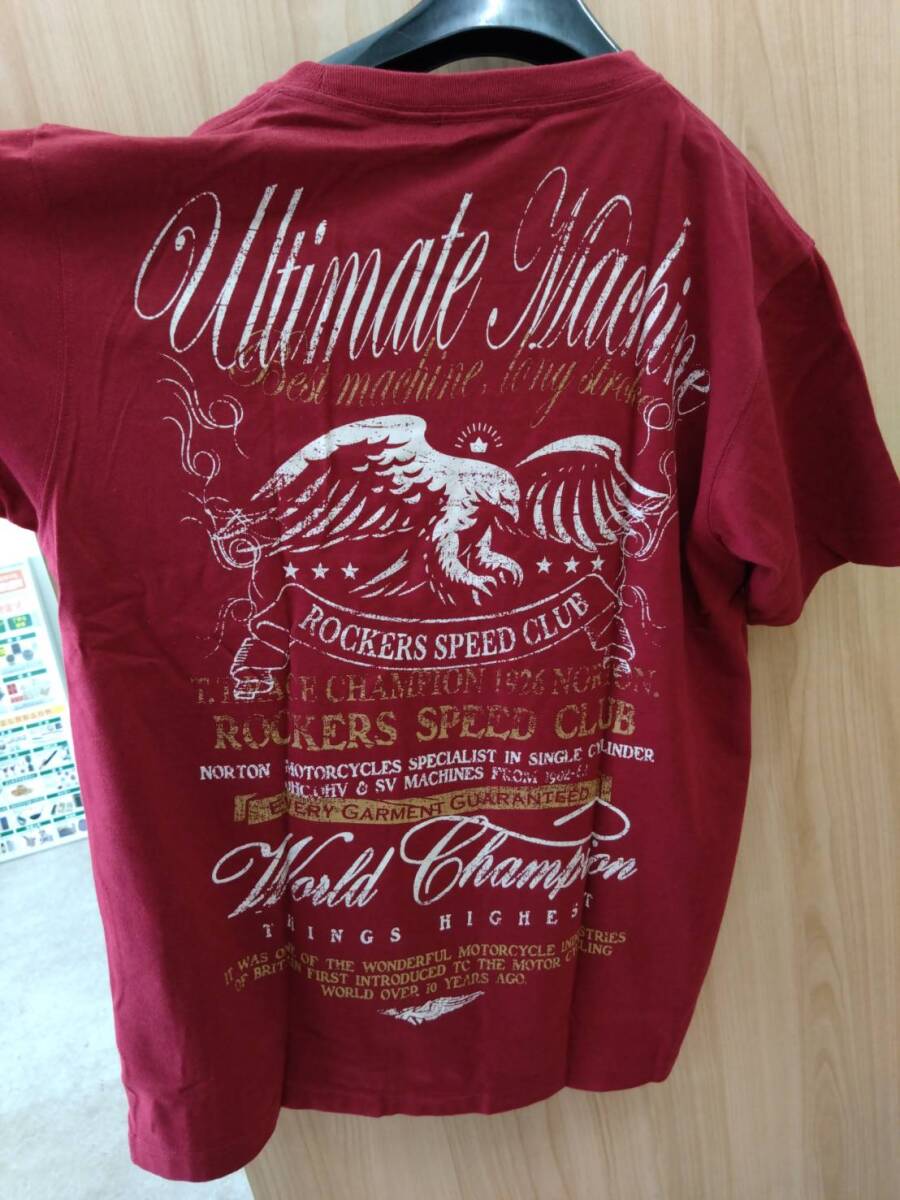 Ultimate Machine
Best machine, long stroke
ROCKERS SPEED CLUB
CHAMPION 1926 NORTON.
ROCKERS SPEED CLUB
NORTON MOTORCYCLES SPECIALIST IN SINGLE CYLINDER
OHV & SV MACHINES FROM
EVERY GARMENT GUARANTEED
World Champion
THINGS HIGHEST
IT WAS ONE OF THE WONDERFUL MOTORCYCLE INDUSTRIES
OF BRITAIN FIRST INTRODUCED TO THE MOTOR CYCLING
WORLD OVER 10 YEARS AGO.